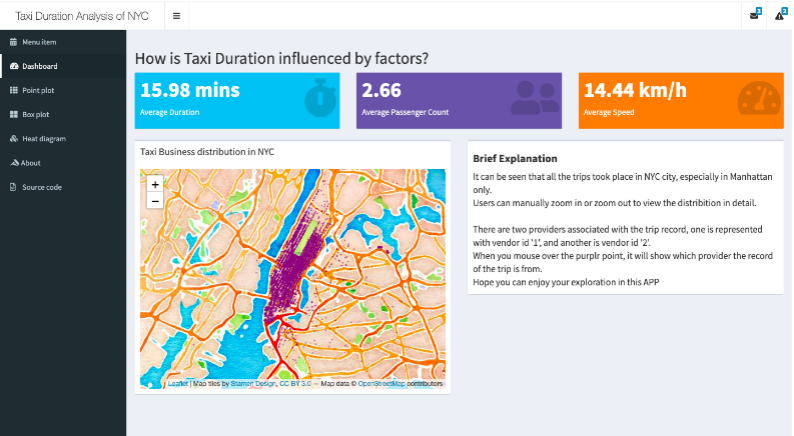 Taxi Duration Analysis of NYC
3
2
Menu item
Dashboard
Point plot
Box plot
Heat diagram
About
Source code
How is Taxi Duration influenced by factors?
15.98 mins
Average Duration
2.66
Average Passenger Count
14.44 km/h
Average Speed
Taxi Business distribution in NYC
+
−
Leaflet | Map tiles by Stamen Design, CC BY 3.0 — Map data © OpenStreetMap contributors
Brief Explanation
It can be seen that all the trips took place in NYC city, especially in Manhattan
only.
Users can manually zoom in or zoom out to view the distribition in detail.
There are two providers associated with the trip record, one is represented
with vendor id '1', and another is vendor id '2'.
When you mouse over the purplr point, it will show which provider the record
of the trip is from.
Hope you can enjoy your exploration in this APP